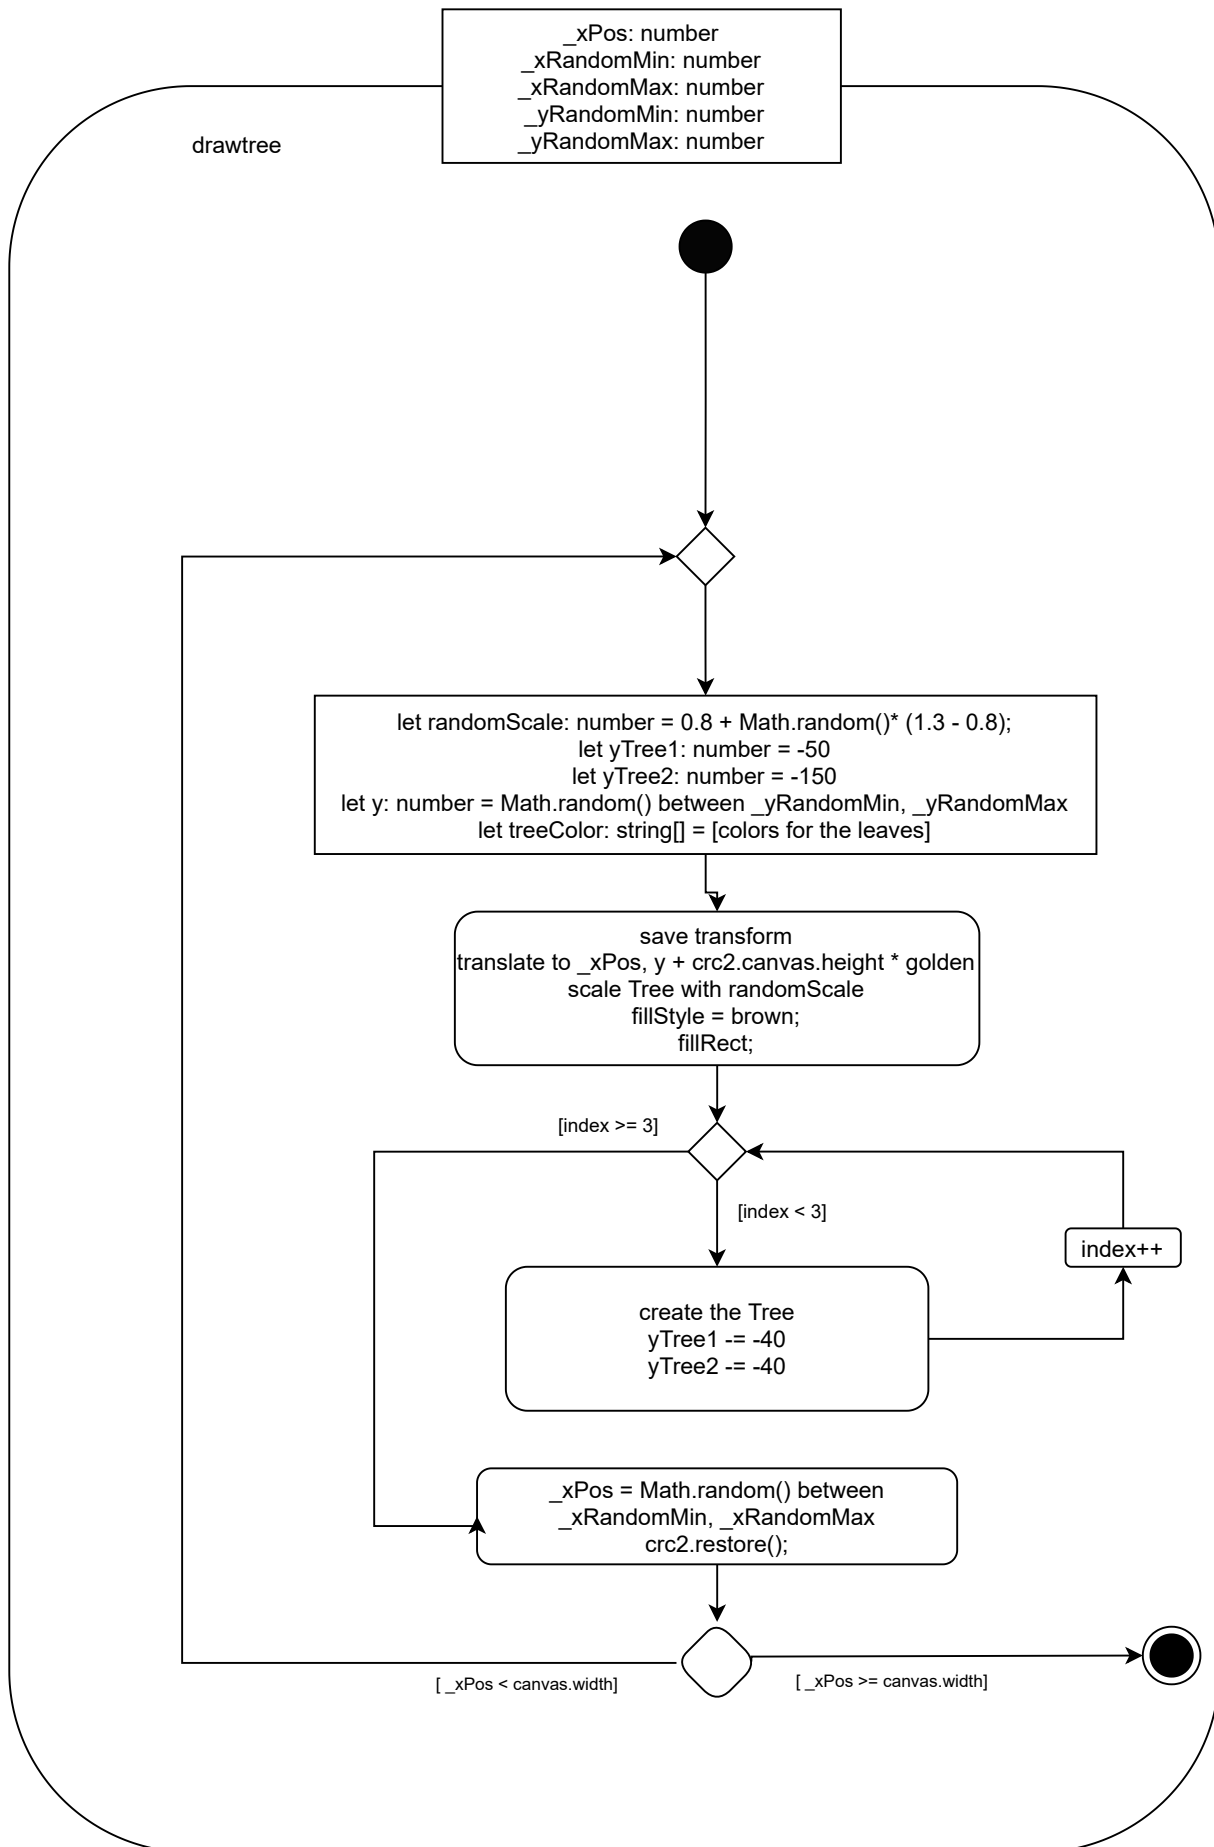 _xPos: number
_xRandomMin: number
_xRandomMax: number
_yRandomMin: number
_yRandomMax: number
drawtree
let randomScale: number = 0.8 + Math.random()* (1.3 - 0.8);
let yTree1: number = -50
let yTree2: number = -150
let y: number = Math.random() between _yRandomMin, _yRandomMax
let treeColor: string[] = [colors for the leaves]
save transform
translate to _xPos, y + crc2.canvas.height * golden
scale Tree with randomScale
fillStyle = brown;
fillRect;
[index >= 3]
[index < 3]
index++
create the Tree
yTree1 -= -40
yTree2 -= -40
_xPos = Math.random() between
_xRandomMin, _xRandomMax
crc2.restore();
[ _xPos < canvas.width]
[ _xPos >= canvas.width]